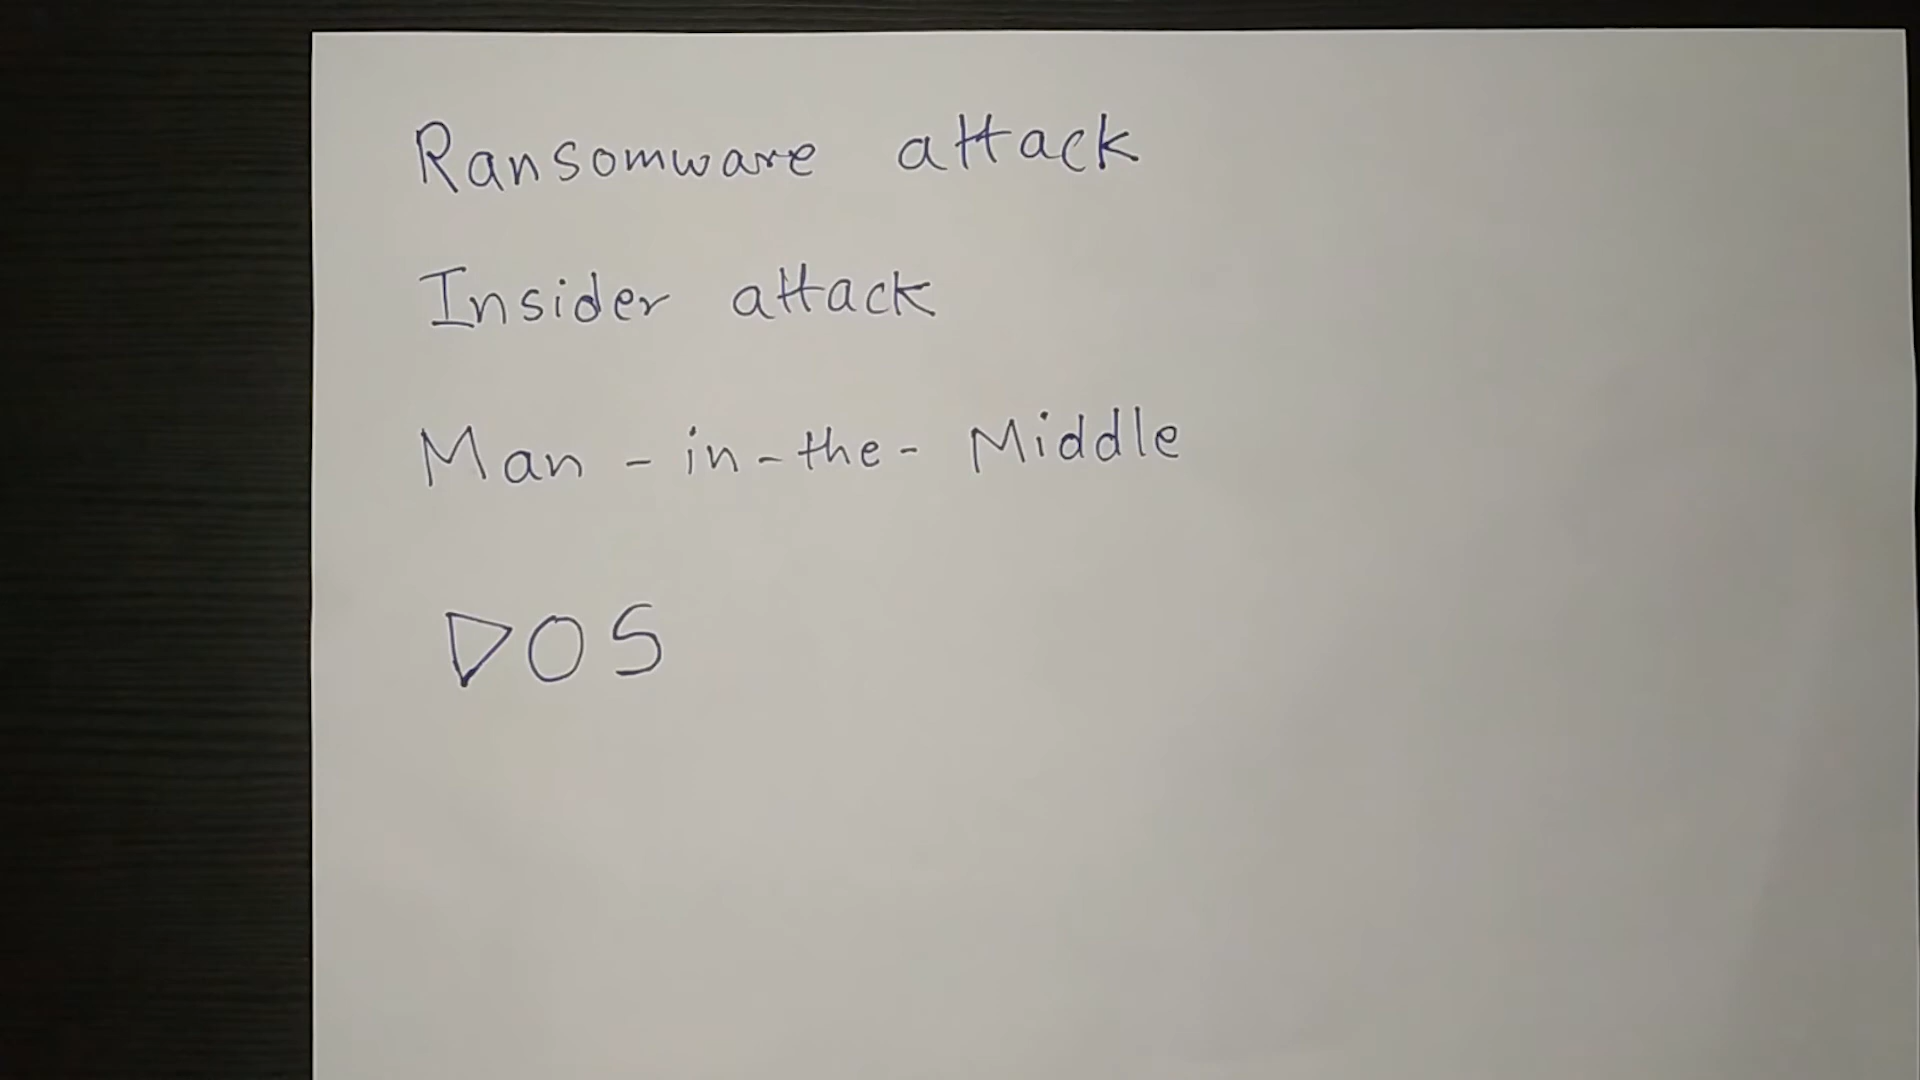 Ransomware attack
Insider attack
Man - in-the- Middle
DOS